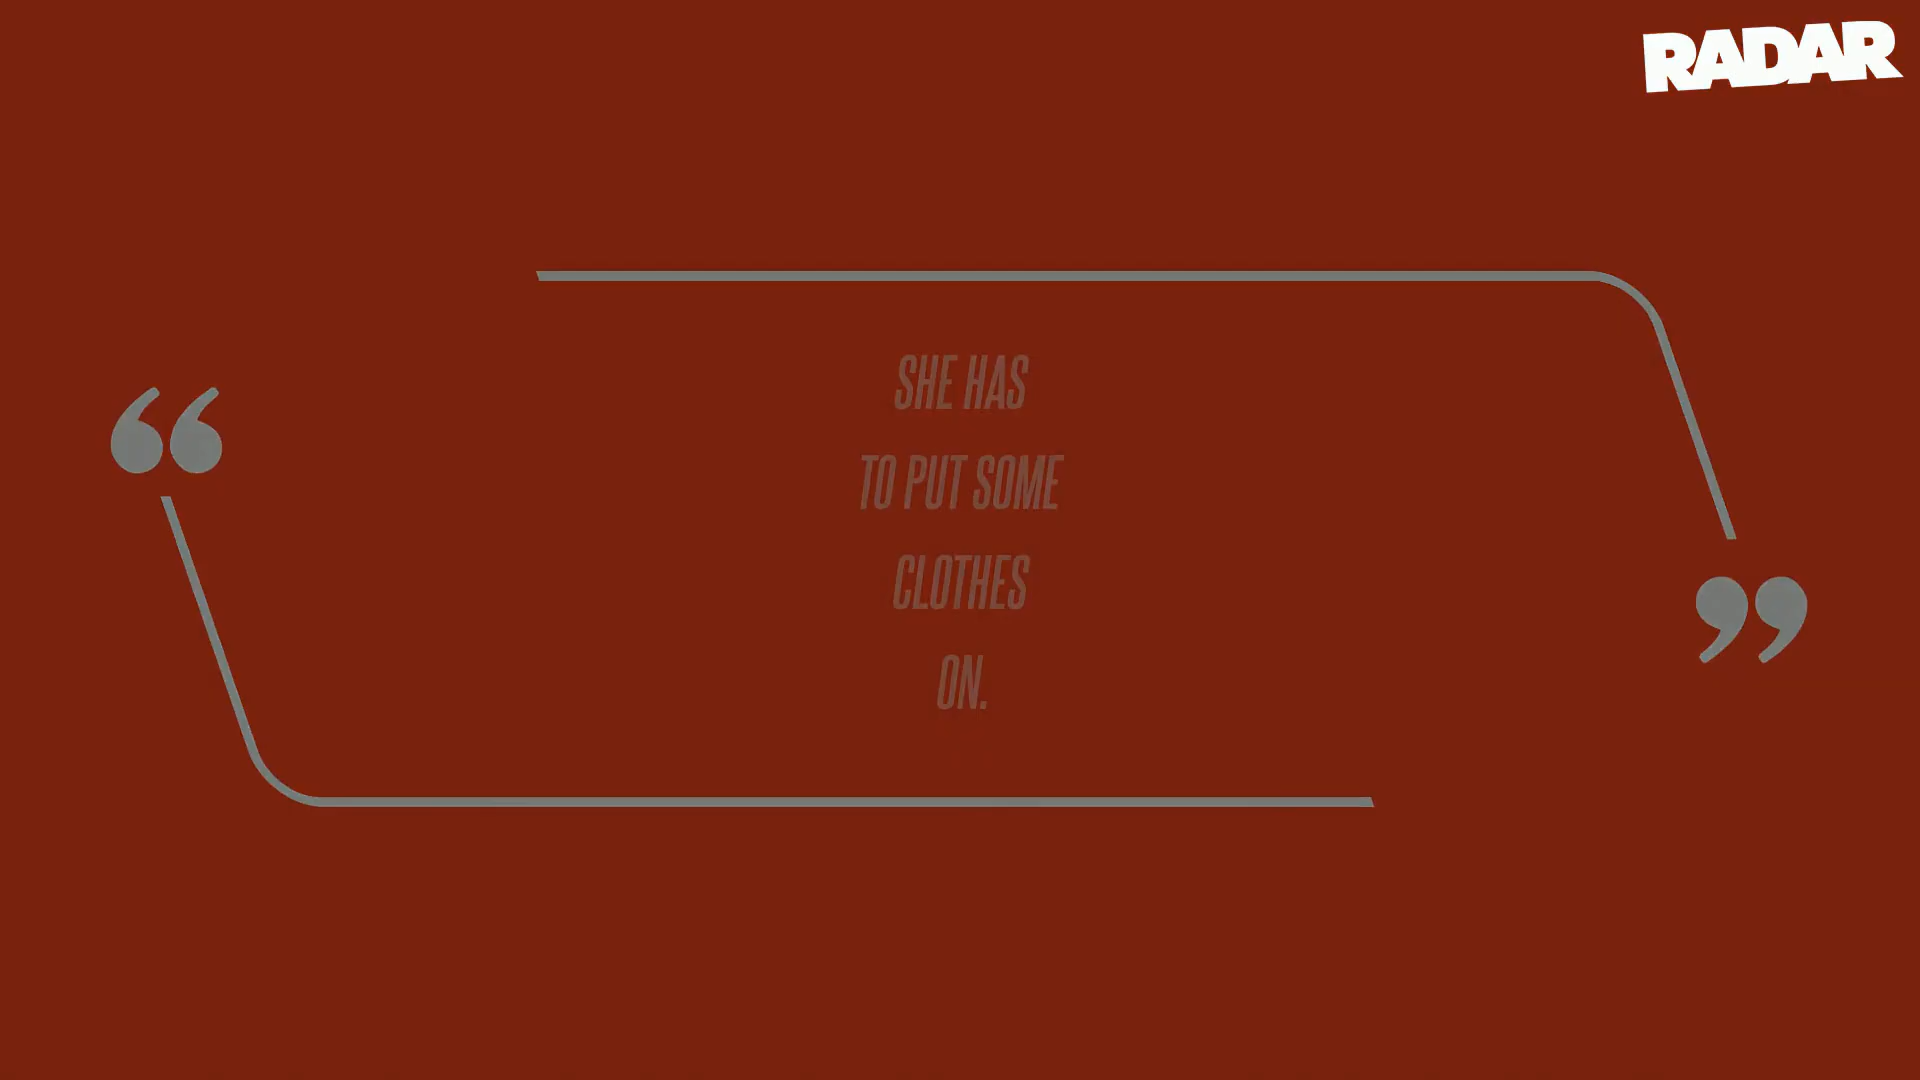 RADAR
“
SHE HAS
TO PUT SOME
CLOTHES
ON.
”